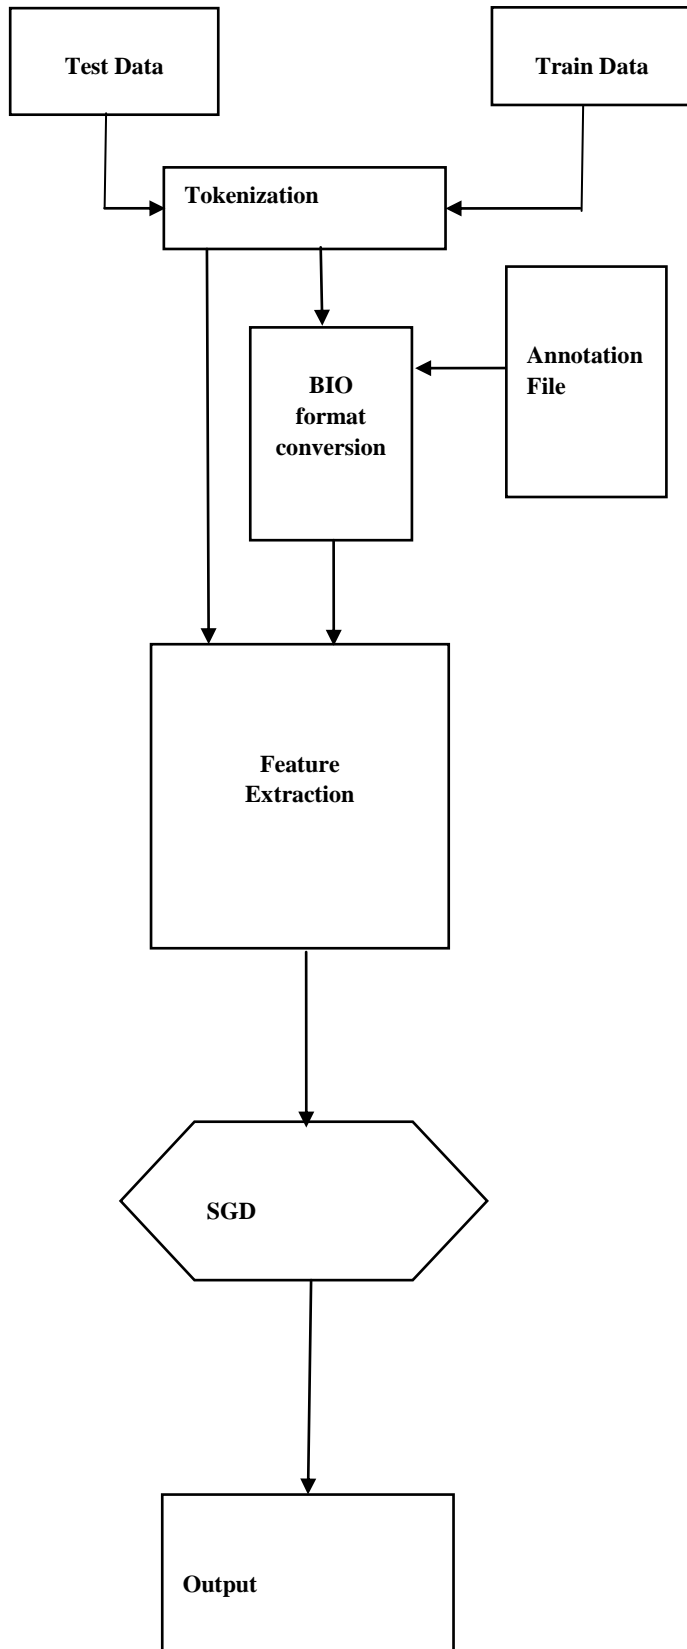 Test Data
Train Data
Tokenization
BIO
format
conversion
Annotation
File
Feature
Extraction
SGD
Output